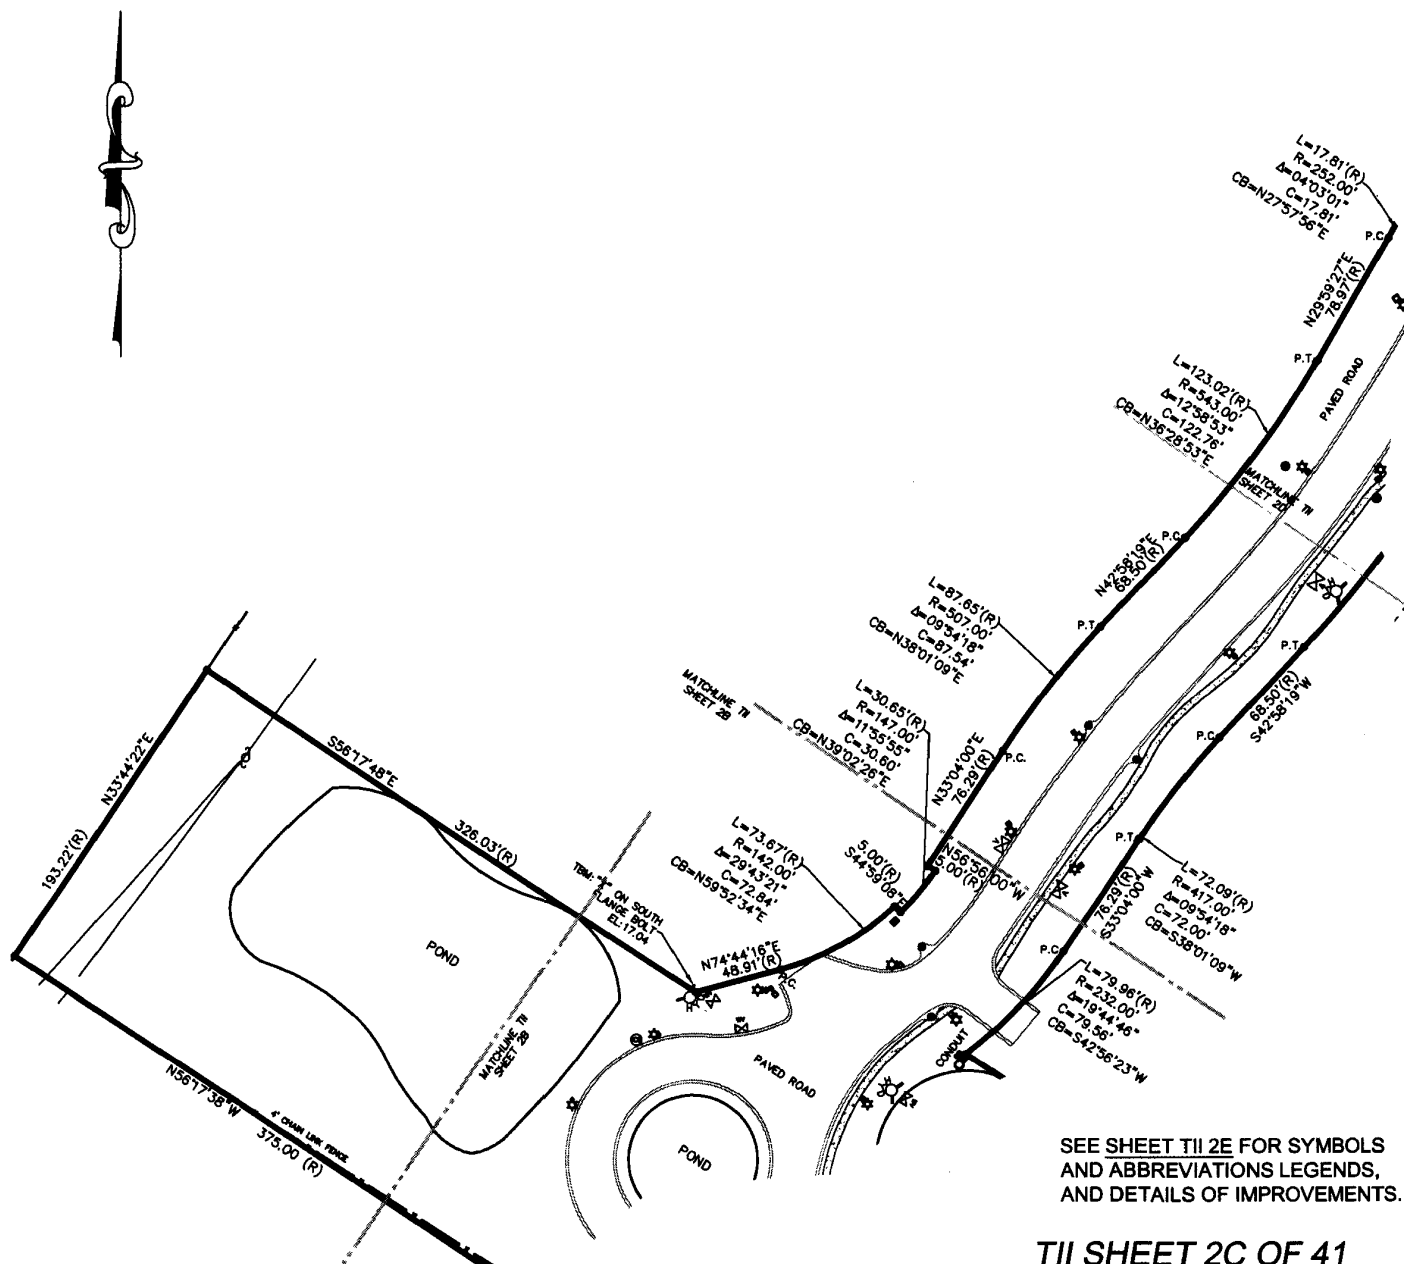 L=17.81'(R)
R=252.00'
Δ=04°03'01"
C=17.81'
CB=N27°57'56"E
P.C.
N29°59'27"E
78.97'(R)
P.T.
PAVED ROAD
L=123.02'(R)
R=543.00'
Δ=12°58'53"
C=122.76'
CB=N36°28'53"E
MATCHLINE TII
SHEET 2D
P.C.
N42°58'19"E
68.50'(R)
P.T.
L=87.65'(R)
R=507.00'
Δ=09°54'18"
C=87.54'
CB=N38°01'09"E
P.T.
68.50'(R)
S42°58'19"W
P.C.
MATCHLINE TII
SHEET 2B
L=30.65'(R)
R=147.00'
Δ=11°55'55"
C=30.60'
CB=N39°02'26"E
N33°04'00"E
76.29'(R)
P.C.
N33°44'22"E
193.22'(R)
S56°17'48"E
326.03'(R)
L=73.67'(R)
R=142.00'
Δ=29°43'21"
C=72.84'
CB=N59°52'34"E
5.00'(R)
S44°59'08"E
N56°56'00"W
5.00'(R)
P.T.
76.29'(R)
S33°04'00"W
P.C.
L=72.09'(R)
R=417.00'
Δ=09°54'18"
C=72.00'
CB=S38°01'09"W
TBM: ON SOUTH
FLANGE BOLT
EL:17.04
N74°44'16"E
48.91'(R)
P.C.
L=79.96'(R)
R=232.00'
Δ=19°44'46"
C=79.56'
CB=S42°56'23"W
POND
MATCHLINE TII
SHEET 2B
CONDUIT
PAVED ROAD
N56°17'38"W
375.00 (R)
4' CHAIN LINK FENCE
POND
SEE SHEET TII 2E FOR SYMBOLS
AND ABBREVIATIONS LEGENDS,
AND DETAILS OF IMPROVEMENTS.
TII SHEET 2C OF 41